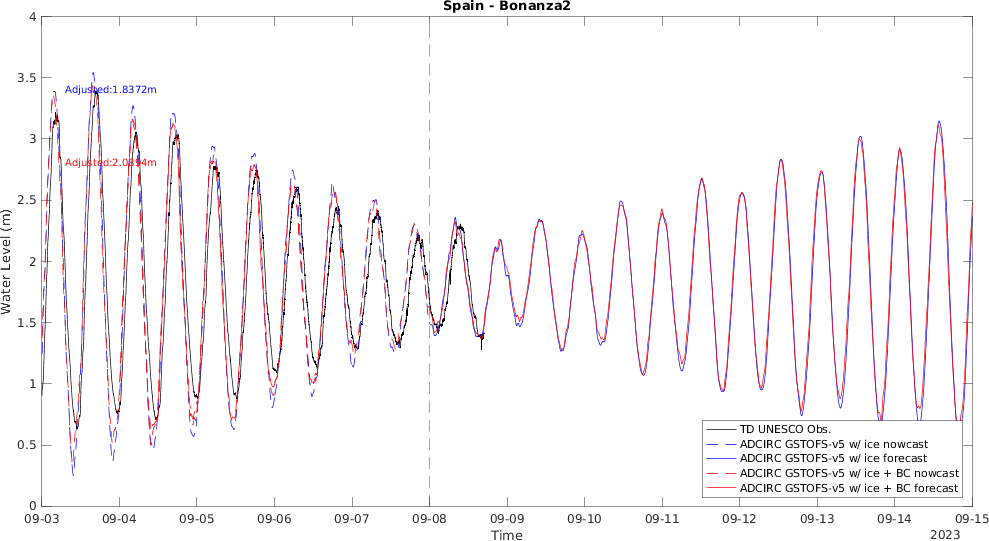 Spain - Bonanza2
4
3.5
3
2.5
2
1.5
1
0.5
0
Water Level (m)
Adjusted:1.8372m
Adjusted:2.0394m
TD UNESCO Obs.
ADCIRC GSTOFS-v5 w/ ice nowcast
ADCIRC GSTOFS-v5 w/ ice forecast
ADCIRC GSTOFS-v5 w/ ice + BC nowcast
ADCIRC GSTOFS-v5 w/ ice + BC forecast
09-03 09-04 09-05 09-06 09-07 09-08 09-09 09-10 09-11 09-12 09-13 09-14 09-15
Time
2023